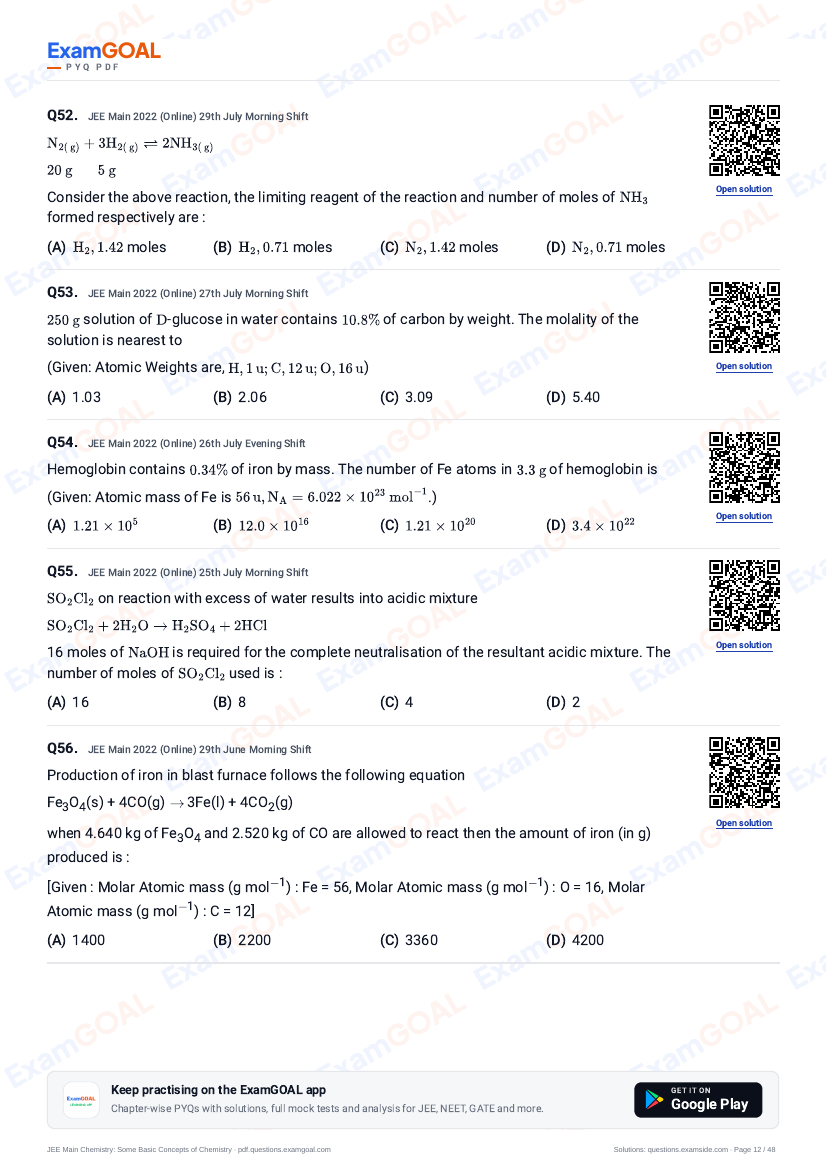 ExamGOAL
PYQ PDF
Q52. JEE Main 2022 (Online) 29th July Morning Shift
N₂₍ g₎ + 3H₂₍ g₎ ⇌ 2NH₃₍ g₎
20 g 5 g
Consider the above reaction, the limiting reagent of the reaction and number of moles of NH₃
formed respectively are :
(A) H₂, 1.42 moles (B) H₂, 0.71 moles (C) N₂, 1.42 moles (D) N₂, 0.71 moles
Open solution
Q53. JEE Main 2022 (Online) 27th July Morning Shift
250 g solution of D-glucose in water contains 10.8% of carbon by weight. The molality of the
solution is nearest to
(Given: Atomic Weights are, H, 1 u; C, 12 u; O, 16 u)
(A) 1.03 (B) 2.06 (C) 3.09 (D) 5.40
Open solution
Q54. JEE Main 2022 (Online) 26th July Evening Shift
Hemoglobin contains 0.34% of iron by mass. The number of Fe atoms in 3.3 g of hemoglobin is
(Given: Atomic mass of Fe is 56 u, N_A = 6.022 × 10²³ mol⁻¹.)
(A) 1.21 × 10⁵ (B) 12.0 × 10¹⁶ (C) 1.21 × 10²⁰ (D) 3.4 × 10²²
Open solution
Q55. JEE Main 2022 (Online) 25th July Morning Shift
SO₂Cl₂ on reaction with excess of water results into acidic mixture
SO₂Cl₂ + 2H₂O → H₂SO₄ + 2HCl
16 moles of NaOH is required for the complete neutralisation of the resultant acidic mixture. The
number of moles of SO₂Cl₂ used is :
(A) 16 (B) 8 (C) 4 (D) 2
Open solution
Q56. JEE Main 2022 (Online) 29th June Morning Shift
Production of iron in blast furnace follows the following equation
Fe₃O₄(s) + 4CO(g) → 3Fe(l) + 4CO₂(g)
when 4.640 kg of Fe₃O₄ and 2.520 kg of CO are allowed to react then the amount of iron (in g)
produced is :
[Given : Molar Atomic mass (g mol⁻¹) : Fe = 56, Molar Atomic mass (g mol⁻¹) : O = 16, Molar
Atomic mass (g mol⁻¹) : C = 12]
(A) 1400 (B) 2200 (C) 3360 (D) 4200
Open solution
ExamGOAL
Keep practising on the ExamGOAL app
Chapter-wise PYQs with solutions, full mock tests and analysis for JEE, NEET, GATE and more.
GET IT ON
Google Play
JEE Main Chemistry: Some Basic Concepts of Chemistry · pdf.questions.examgoal.com
Solutions: questions.examside.com · Page 12 / 48